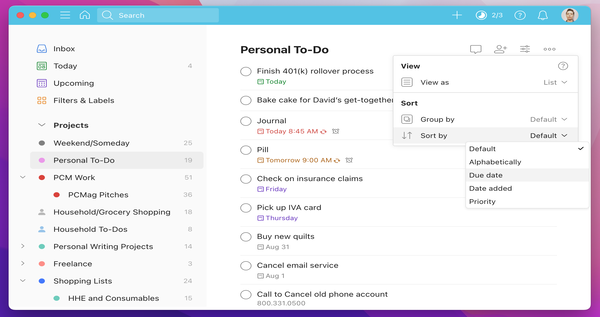 Search
2/3
Inbox
Today 4
Upcoming
Filters & Labels
Projects
Weekend/Someday 25
Personal To-Do 19
PCM Work 17
PCMag Pitches 36
Household/Grocery Shopping 18
Household To-Dos 8
Personal Writing Projects 14
Freelance 3
Shopping Lists 24
HHE and Consumables 15
Personal To-Do
Finish 401(k) rollover process
Today
Bake cake for David's get-together
Journal
Today 8:45 AM
Pill
Tomorrow 9:00 AM
Check on insurance claims
Friday
Pick up IVA card
Thursday
Buy new quilts
Aug 31
Cancel email service
Aug 1
Call to Cancel old phone account
800.331.0500
View
View as List
Sort
Group by Default
Sort by Default
Default
Alphabetically
Due date
Date added
Priority